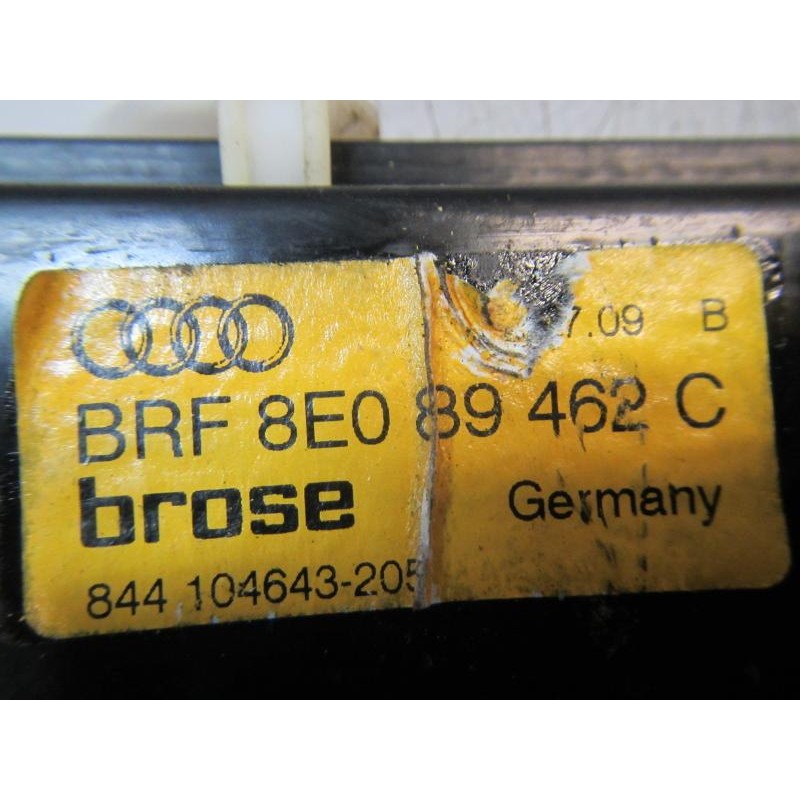 7.09 B
BRF 8E0 89 462 C
brose Germany
844 104643-205